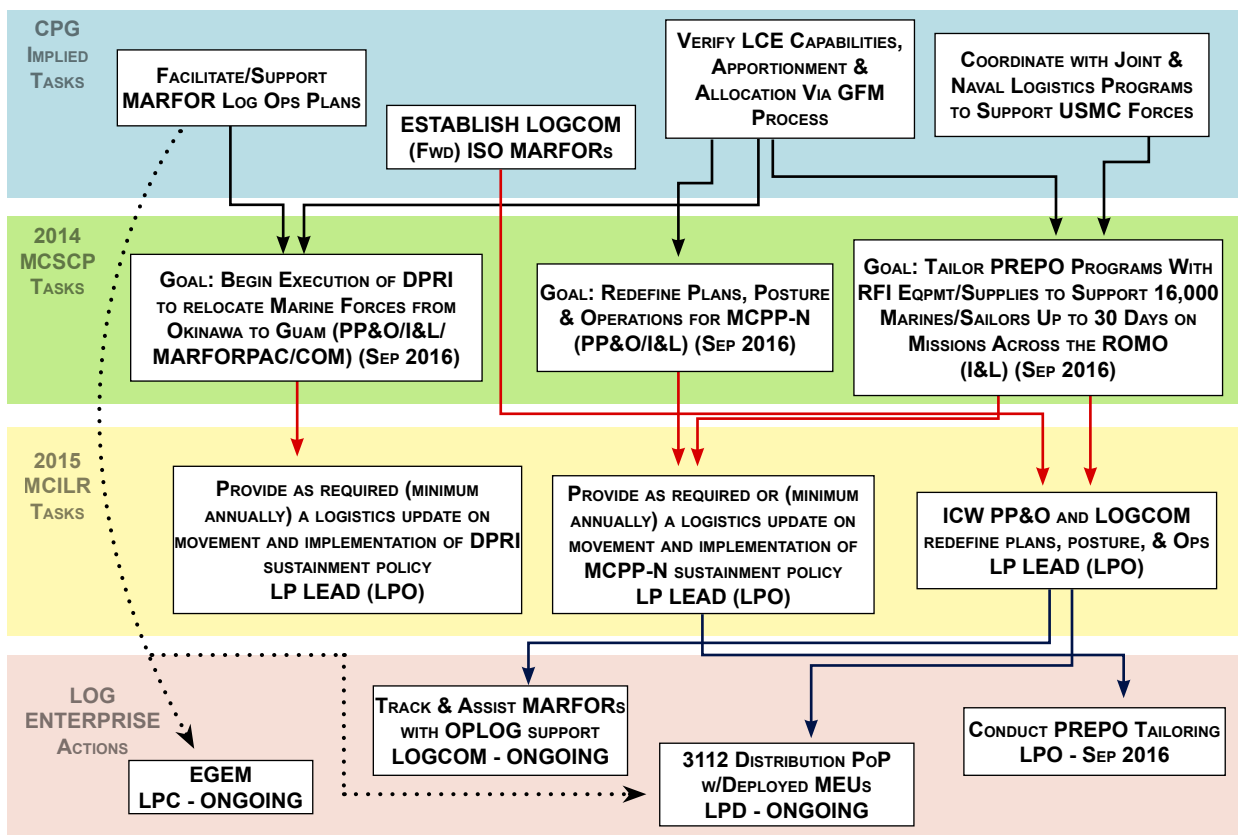 CPG
Implied
Tasks
Facilitate/Support
MARFOR Log Ops Plans
ESTABLISH LOGCOM
(Fwd) ISO MARFORs
Verify LCE Capabilities,
Apportionment &
Allocation Via GFM
Process
Coordinate with Joint &
Naval Logistics Programs
to Support USMC Forces
2014
MCSCP
Tasks
Goal: Begin Execution of DPRI
to relocate Marine Forces from
Okinawa to Guam (PP&O/I&L/
MARFORPAC/COM) (Sep 2016)
Goal: Redefine Plans, Posture
& Operations for MCPP-N
(PP&O/I&L) (Sep 2016)
Goal: Tailor PREPO Programs With
RFI Eqpmt/Supplies to Support 16,000
Marines/Sailors Up to 30 Days on
Missions Across the ROMO
(I&L) (Sep 2016)
2015
MCILR
Tasks
Provide as required (minimum
annually) a logistics update on
movement and implementation of DPRI
sustainment policy
LP LEAD (LPO)
Provide as required or (minimum
annually) a logistics update on
movement and implementation of
MCPP-N sustainment policy
LP LEAD (LPO)
ICW PP&O and LOGCOM
redefine plans, posture, & Ops
LP LEAD (LPO)
LOG
ENTERPRISE
Actions
EGEM
LPC - ONGOING
Track & Assist MARFORs
with OPLOG support
LOGCOM - ONGOING
3112 Distribution PoP
w/Deployed MEUs
LPD - ONGOING
Conduct PREPO Tailoring
LPO - Sep 2016